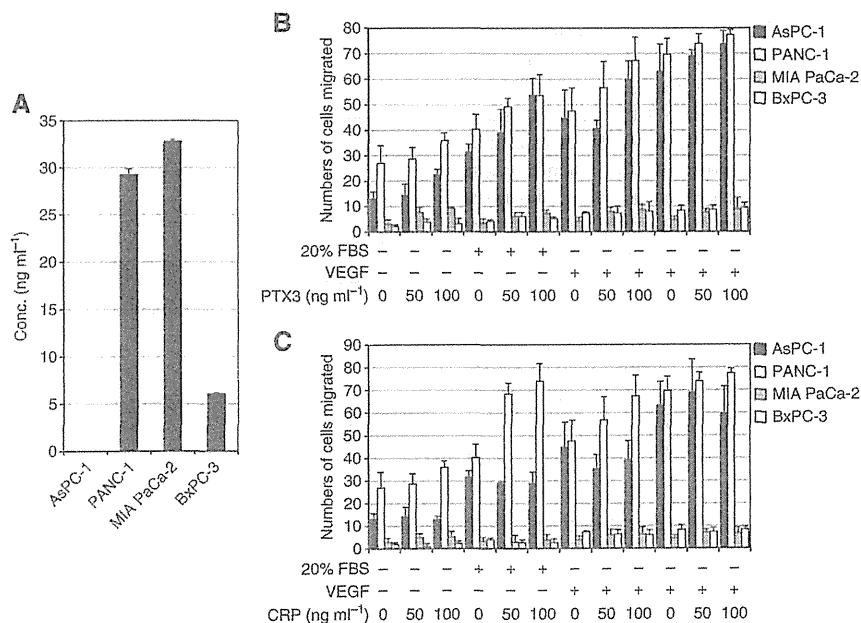 A
Conc. (ng ml⁻¹)
35
30
25
20
15
10
5
0
AsPC-1
PANC-1
MIA PaCa-2
BxPC-3
B
Numbers of cells migrated
80
70
60
50
40
30
20
10
0
AsPC-1
PANC-1
MIA PaCa-2
BxPC-3
20% FBS − − − + + + − − − − − −
VEGF − − − − − − + + + + + +
PTX3 (ng ml⁻¹) 0 50 100 0 50 100 0 50 100 0 50 100
C
Numbers of cells migrated
90
80
70
60
50
40
30
20
10
0
AsPC-1
PANC-1
MIA PaCa-2
BxPC-3
20% FBS − − − + + + − − − − − −
VEGF − − − − − − + + + + + +
CRP (ng ml⁻¹) 0 50 100 0 50 100 0 50 100 0 50 100